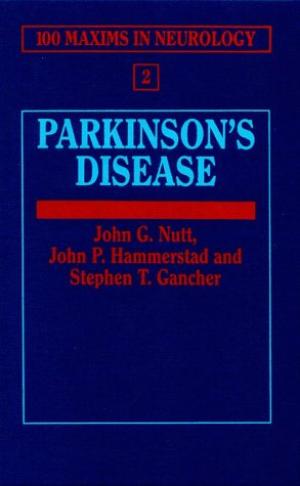 100 MAXIMS IN NEUROLOGY
2
PARKINSON'S
DISEASE
John G. Nutt,
John P. Hammerstad and
Stephen T. Gancher